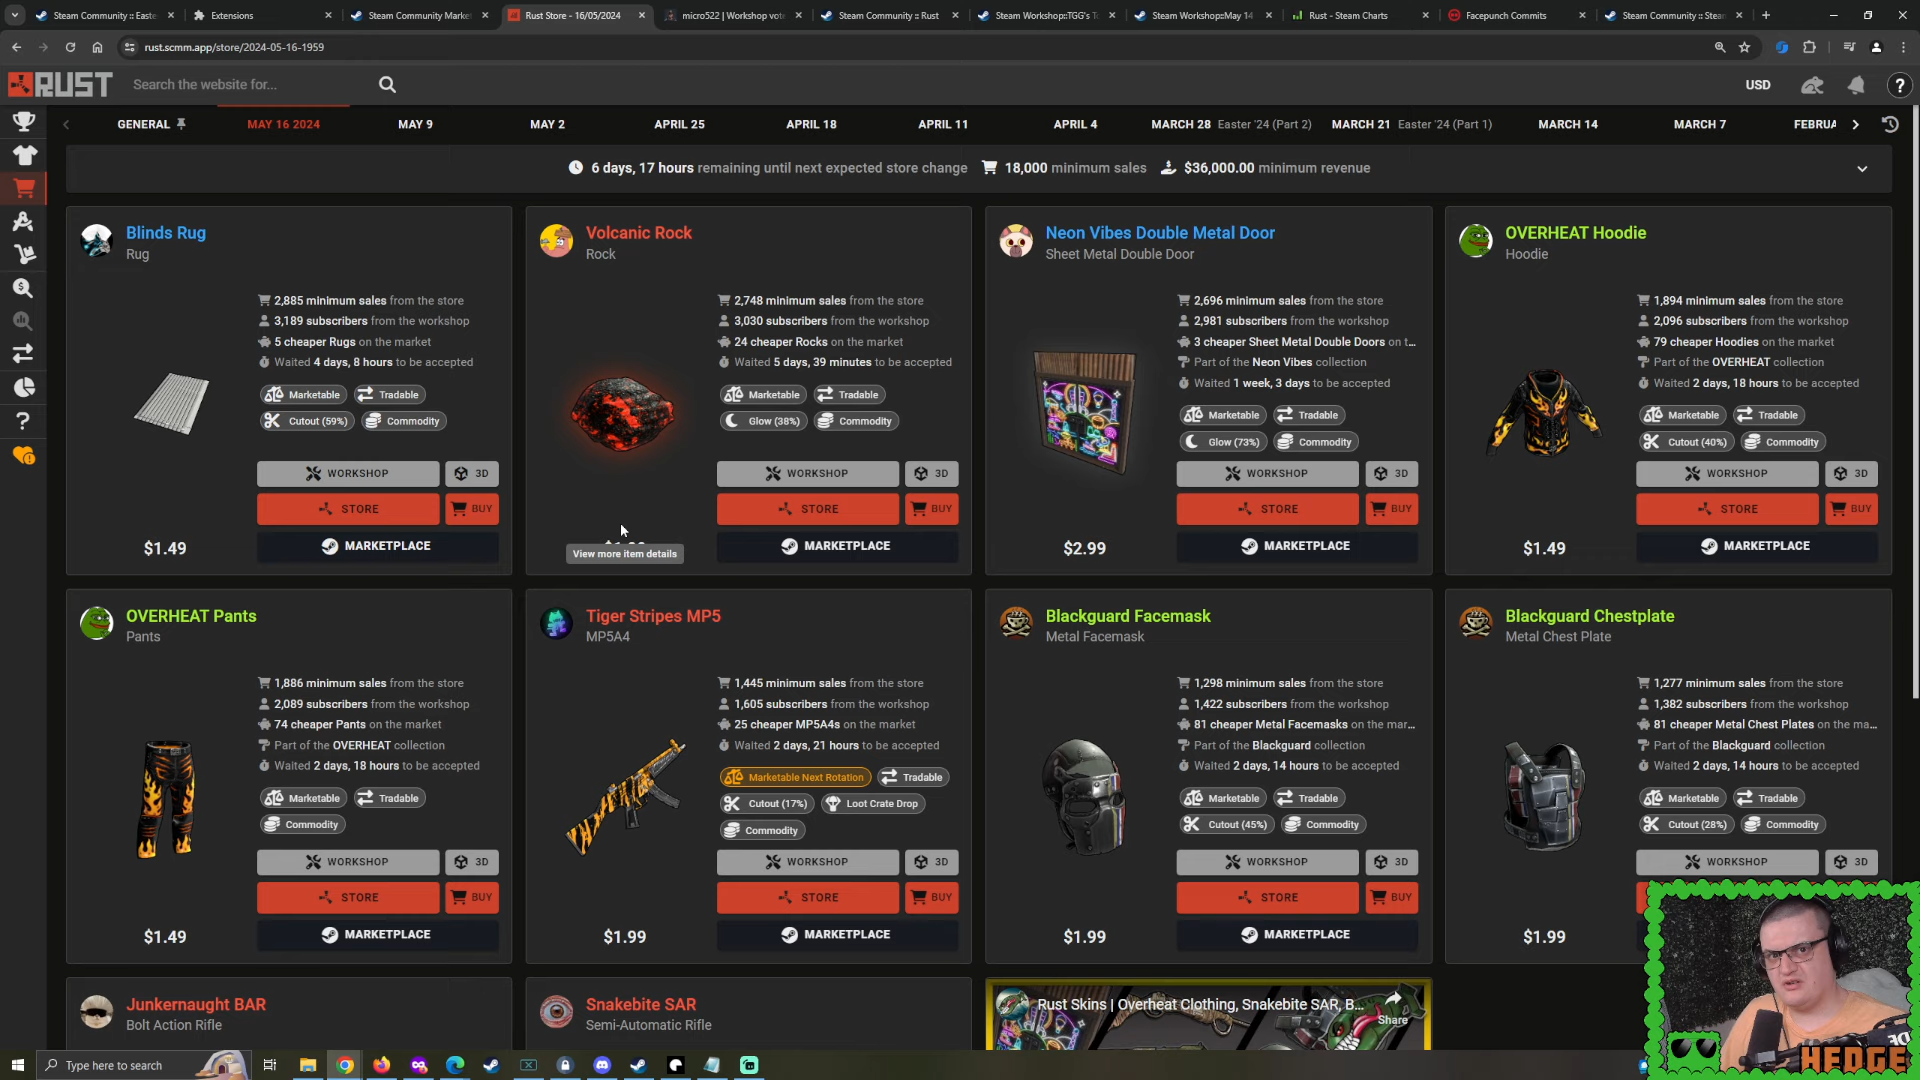 Steam Community :: Easte
Extensions
Steam Community Marke
Rust Store - 16/05/2024
micro522 | Workshop vot
Steam Community :: Rust
Steam Workshop::TGG's T
Steam Workshop::May 14
Rust - Steam Charts
Facepunch Commits
Steam Community :: Stea
rust.scmm.app/store/2024-05-16-1959
RUST
Search the website for...
USD
?
GENERAL
MAY 16 2024
MAY 9
MAY 2
APRIL 25
APRIL 18
APRIL 11
APRIL 4
MARCH 28 Easter '24 (Part 2)
MARCH 21 Easter '24 (Part 1)
MARCH 14
MARCH 7
FEBRUA
6 days, 17 hours remaining until next expected store change 18,000 minimum sales $36,000.00 minimum revenue
Blinds Rug
Rug
2,885 minimum sales from the store
3,189 subscribers from the workshop
5 cheaper Rugs on the market
Waited 4 days, 8 hours to be accepted
Marketable Tradable
Cutout (59%) Commodity
WORKSHOP 3D
STORE BUY
$1.49 MARKETPLACE
Volcanic Rock
Rock
2,748 minimum sales from the store
3,030 subscribers from the workshop
24 cheaper Rocks on the market
Waited 5 days, 39 minutes to be accepted
Marketable Tradable
Glow (38%) Commodity
WORKSHOP 3D
STORE BUY
MARKETPLACE
View more item details
Neon Vibes Double Metal Door
Sheet Metal Double Door
2,696 minimum sales from the store
2,981 subscribers from the workshop
3 cheaper Sheet Metal Double Doors on t...
Part of the Neon Vibes collection
Waited 1 week, 3 days to be accepted
Marketable Tradable
Glow (73%) Commodity
WORKSHOP 3D
STORE BUY
$2.99 MARKETPLACE
OVERHEAT Hoodie
Hoodie
1,894 minimum sales from the store
2,096 subscribers from the workshop
79 cheaper Hoodies on the market
Part of the OVERHEAT collection
Waited 2 days, 18 hours to be accepted
Marketable Tradable
Cutout (40%) Commodity
WORKSHOP 3D
STORE BUY
$1.49 MARKETPLACE
OVERHEAT Pants
Pants
1,886 minimum sales from the store
2,089 subscribers from the workshop
74 cheaper Pants on the market
Part of the OVERHEAT collection
Waited 2 days, 18 hours to be accepted
Marketable Tradable
Commodity
WORKSHOP 3D
STORE BUY
$1.49 MARKETPLACE
Tiger Stripes MP5
MP5A4
1,445 minimum sales from the store
1,605 subscribers from the workshop
25 cheaper MP5A4s on the market
Waited 2 days, 21 hours to be accepted
Marketable Next Rotation Tradable
Cutout (17%) Loot Crate Drop
Commodity
WORKSHOP 3D
STORE BUY
$1.99 MARKETPLACE
Blackguard Facemask
Metal Facemask
1,298 minimum sales from the store
1,422 subscribers from the workshop
81 cheaper Metal Facemasks on the mar...
Part of the Blackguard collection
Waited 2 days, 14 hours to be accepted
Marketable Tradable
Cutout (45%) Commodity
WORKSHOP 3D
STORE BUY
$1.99 MARKETPLACE
Blackguard Chestplate
Metal Chest Plate
1,277 minimum sales from the store
1,382 subscribers from the workshop
81 cheaper Metal Chest Plates on the ma...
Part of the Blackguard collection
Waited 2 days, 14 hours to be accepted
Marketable Tradable
Cutout (28%) Commodity
WORKSHOP 3D
$1.99
Junkernaught BAR
Bolt Action Rifle
Snakebite SAR
Semi-Automatic Rifle
Rust Skins | Overheat Clothing, Snakebite SAR, B...
Share
HEDGE
Type here to search